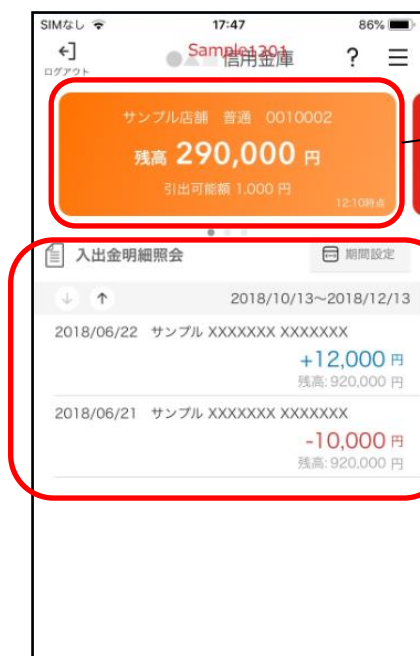 SIMなし 17:47 86%
Sample1201
●▲■信用金庫 ?
ログアウト
サンプル店舗 普通 0010002
残高 290,000 円
引出可能額 1,000 円
12:10時点
入出金明細照会 期間設定
↓ ↑ 2018/10/13~2018/12/13
2018/06/22 サンプル XXXXXXX XXXXXXX
+12,000 円
残高: 920,000 円
2018/06/21 サンプル XXXXXXX XXXXXXX
-10,000 円
残高: 920,000 円